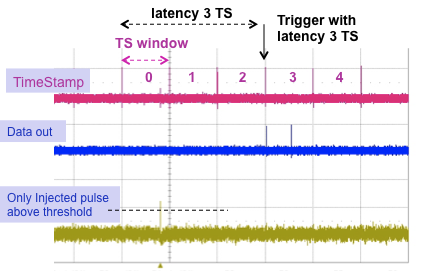 latency 3 TS
Trigger with
latency 3 TS
TS window
TimeStamp
0 1 2 3 4
Data out
Only Injected pulse
above threshold